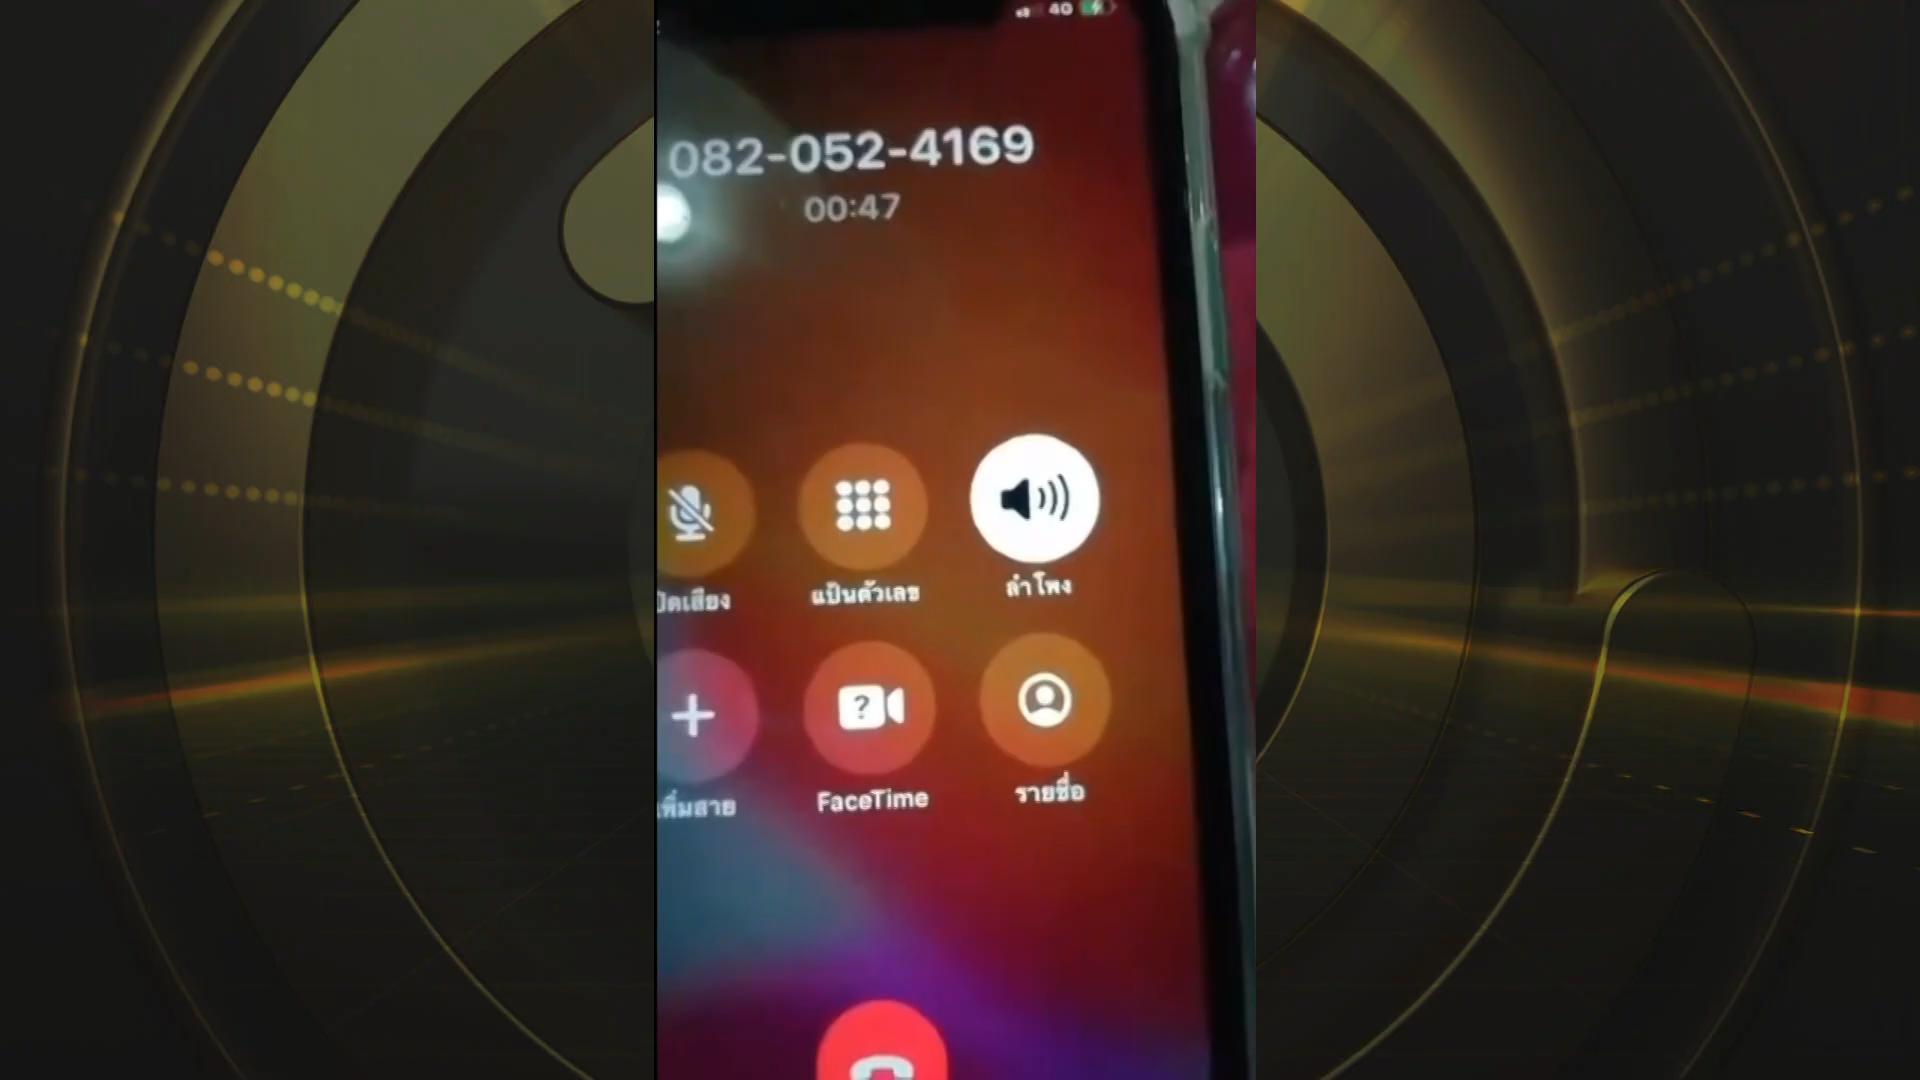 4G
082-052-4169
00:47
ปิดเสียง
แป้นตัวเลข
ลำโพง
?
เพิ่มสาย
FaceTime
รายชื่อ